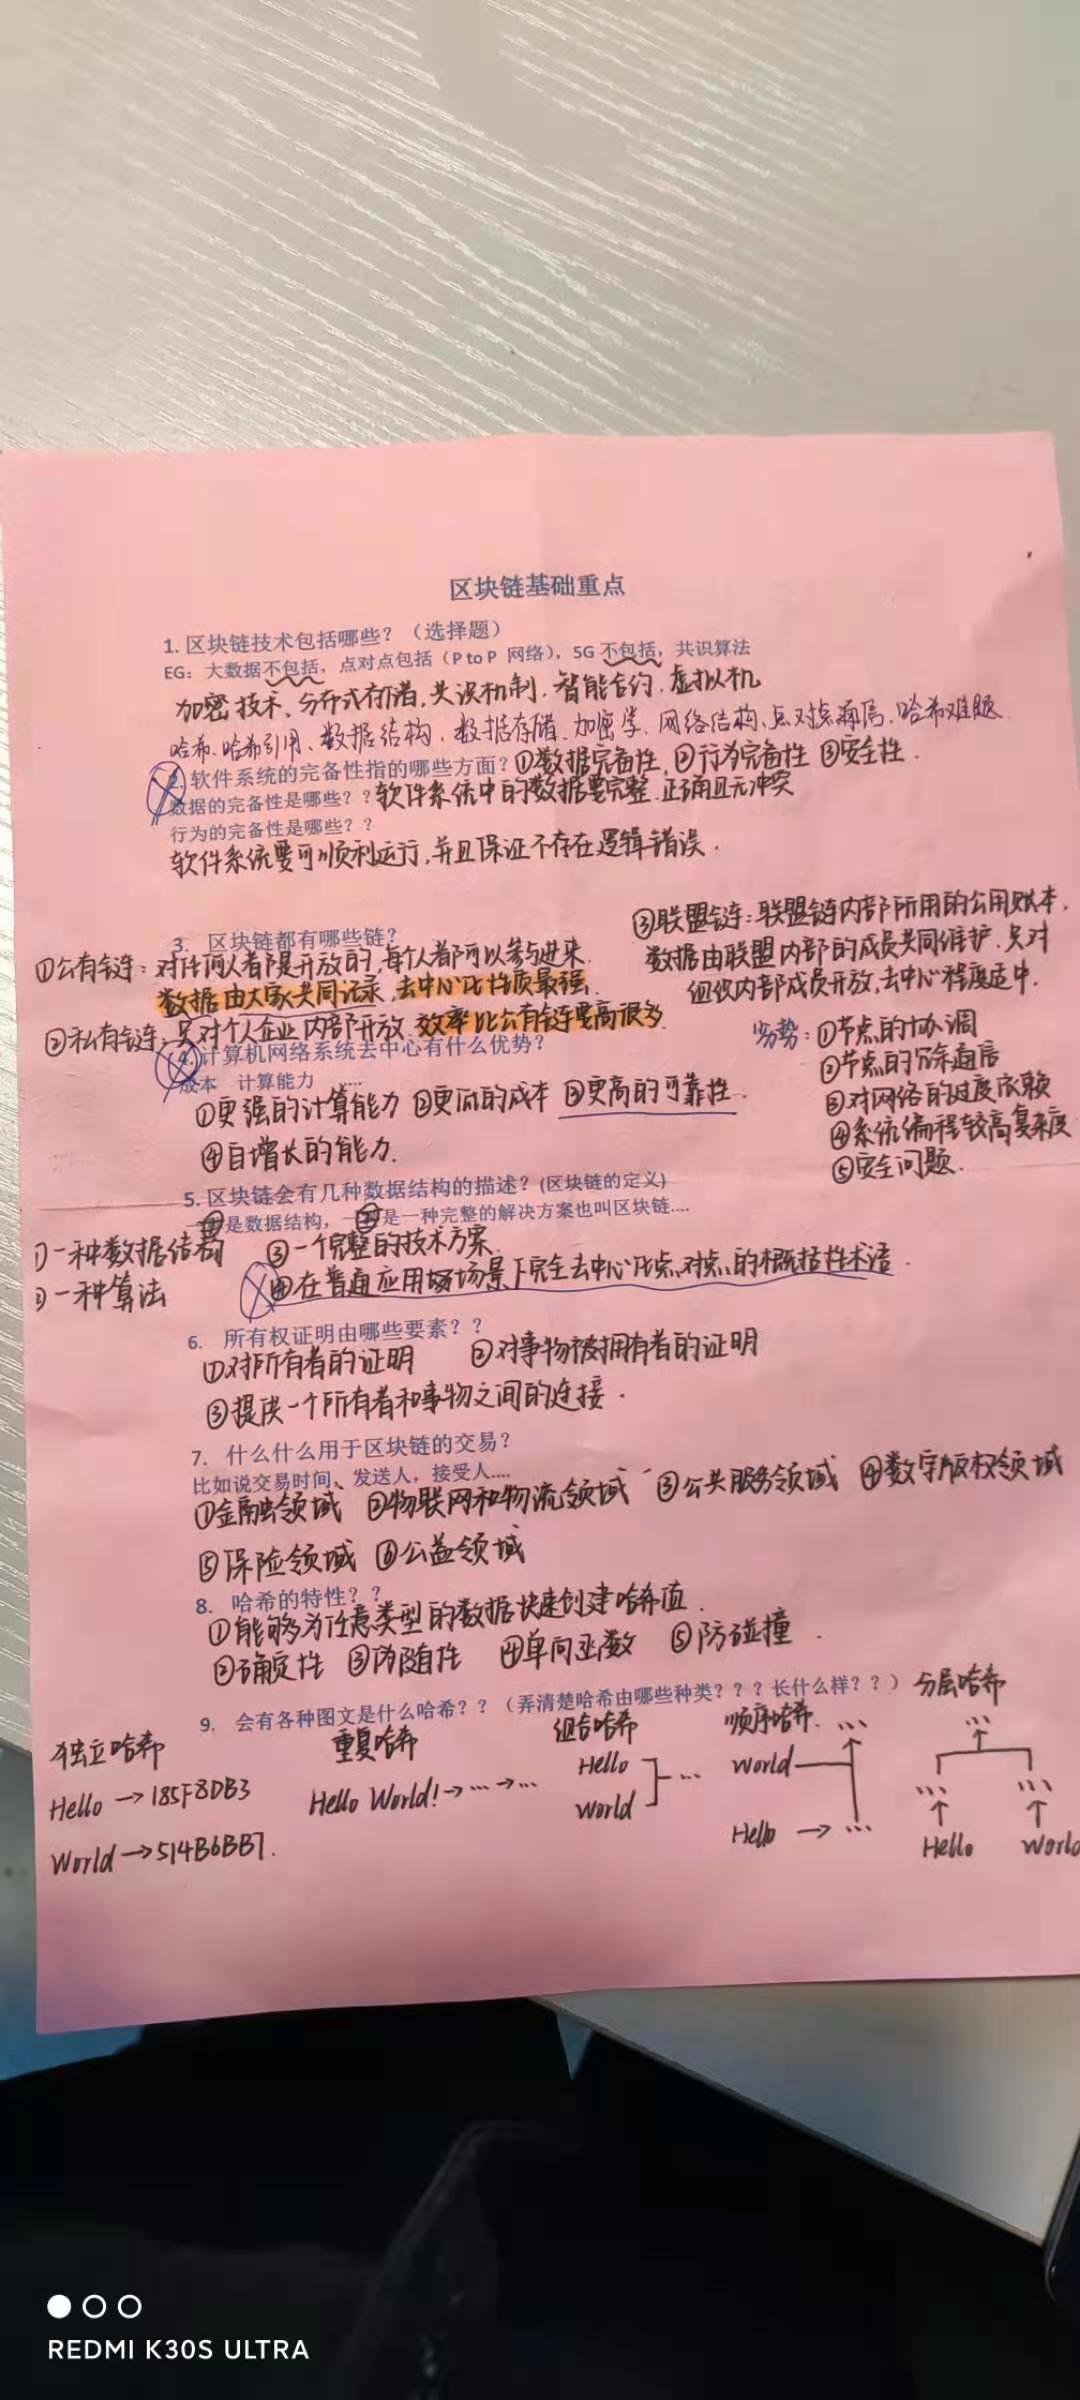 区块链基础重点
1. 区块链技术包括哪些？（选择题）
EG：大数据不包括，点对点包括（P to P 网络），5G 不包括，共识算法
加密技术、分布式存储，共识机制．智能合约．虚拟机
哈希．哈希引用、数据结构．数据存储．加密学．网络结构．点对点通信．哈希难题
2. 软件系统的完备性指的哪些方面？①数据完备性，②行为完备性 ③安全性．
数据的完备性是哪些？？软件系统中的数据要完整．正确且无冲突
行为的完备性是哪些？？
软件系统要可顺利运行，并且保证不存在逻辑错误．
3. 区块链都有哪些链？
①公有链：对任何人都是开放的，每个人都可以参与进来．
数据由大家共同记录，去中心化性质最强．
②私有链：只对个人企业内部开放．效率比公有链要高很多．
③联盟链：联盟链内部所用的公用账本．
数据由联盟内部的成员共同维护．只对
组织内部成员开放，去中心程度适中．
4. 计算机网络系统去中心有什么优势？
成本 计算能力 ....
①更强的计算能力 ②更低的成本 ③更高的可靠性．
④自增长的能力．
劣势：①节点的协调
②节点的冗余通信
③对网络的过度依赖
④系统编程较高复杂度
⑤安全问题．
5. 区块链会有几种数据结构的描述？(区块链的定义)
是数据结构，一种是一种完整的解决方案也叫区块链....
①一种数据结构 ③一个完整的技术方案．
②一种算法 ④在普通应用场景下完全去中心化点对点的概括性术语．
6. 所有权证明由哪些要素？？
①对所有者的证明 ②对事物被拥有者的证明
③提供一个所有者和事物之间的连接．
7. 什么什么用于区块链的交易？
比如说交易时间、发送人，接受人....
①金融领域 ②物联网和物流领域 ③公共服务领域 ④数字版权领域
⑤保险领域 ⑥公益领域
8. 哈希的特性？？
①能够为任意类型的数据快速创建哈希值．
②确定性 ③伪随性 ④单向函数 ⑤防碰撞．
9. 会有各种图文是什么哈希？？（弄清楚哈希由哪些种类？？？长什么样？？）
独立哈希 重复哈希 组合哈希 顺序哈希． 分层哈希
Hello → 185F8DB3
World → 514B6BB7.
Hello World! → ... → ...
Hello
World
...
World ...
Hello → ...
...
... ...
Hello World
REDMI K30S ULTRA